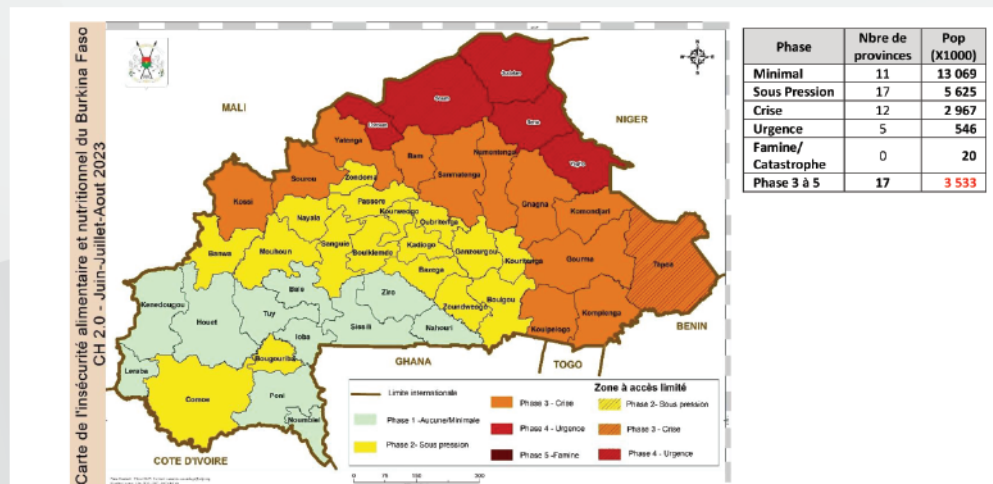 Carte de l'insécurité alimentaire et nutritionnel du Burkina Faso
CH 2.0 - Juin-Juillet-Aout 2023
MALI
NIGER
BENIN
TOGO
GHANA
COTE D'IVOIRE
Oudalan
Soum
Loroum
Seno
Yagha
Yatenga
Bam
Namentenga
Sanmatenga
Sourou
Zondoma
Kossi
Passore
Gnagna
Komondjari
Nayala
Kourweogo
Oubritenga
Sanguie
Boulkiemde
Kadiogo
Ganzourgou
Kouritenga
Gourma
Tapoa
Banwa
Mouhoun
Bazega
Zoundweogo
Boulgou
Koulpelogo
Kompienga
Kenedougou
Houet
Tuy
Bale
Ziro
Sissili
Nahouri
Ioba
Bougouriba
Leraba
Comoe
Poni
Noumbiel
Limite internationale
Phase 1 -Aucune/Minimale
Phase 2- Sous pression
Phase 3 - Crise
Phase 4 - Urgence
Phase 5 -Famine
Zone à accès limité
Phase 2- Sous pression
Phase 3 - Crise
Phase 4 - Urgence
Phase Nbre de provinces Pop (X1000)
Minimal 11 13 069
Sous Pression 17 5 625
Crise 12 2 967
Urgence 5 546
Famine/ Catastrophe 0 20
Phase 3 à 5 17 3 533